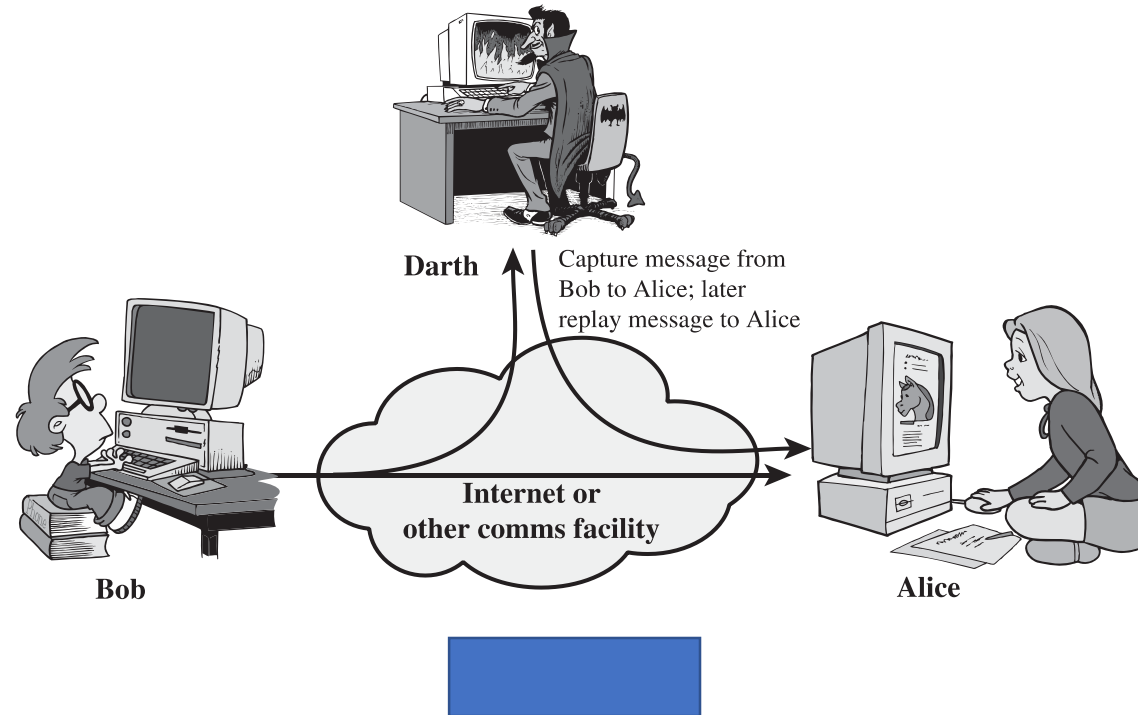 Darth
Capture message from
Bob to Alice; later
replay message to Alice
Internet or
other comms facility
Phone
Bob
Alice